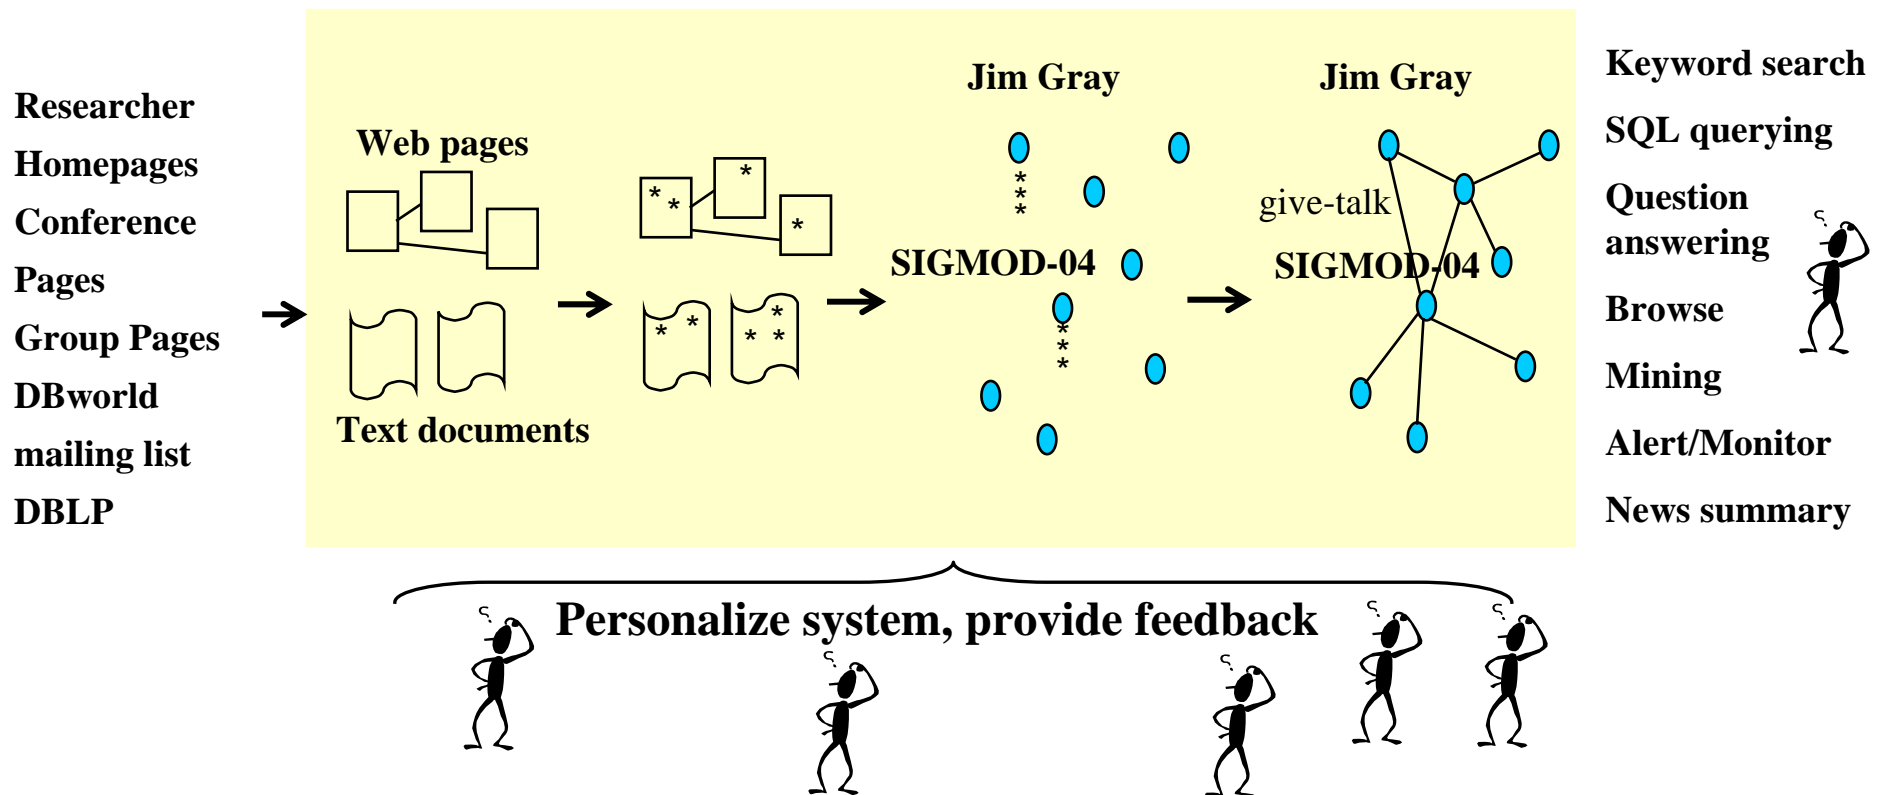 Researcher
Homepages
Conference
Pages
Group Pages
DBworld
mailing list
DBLP
Web pages
Text documents
* *
*
*
* *
*
* *
Jim Gray
*
*
*
SIGMOD-04
*
*
*
Jim Gray
give-talk
SIGMOD-04
Keyword search
SQL querying
Question
answering
Browse
Mining
Alert/Monitor
News summary
Personalize system, provide feedback